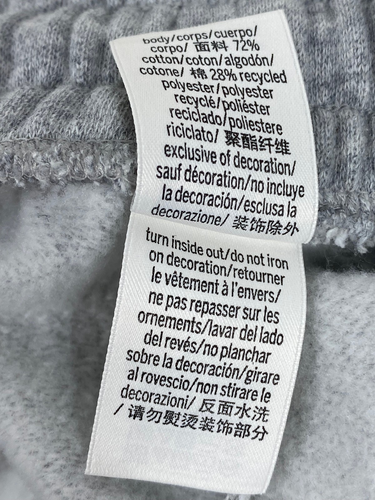 body/corps/cuerpo/
corpo/ 面料 72%
cotton/coton/algodón/
cotone/ 棉 28% recycled
polyester/polyester
recyclé/poliéster
reciclado/poliestere
riciclato/ 聚酯纤维
exclusive of decoration/
sauf décoration/no incluye
la decoración/esclusa la
decorazione/ 装饰除外
turn inside out/do not iron
on decoration/retourner
le vêtement à l'envers/
ne pas repasser sur les
ornements/lavar del lado
del revés/no planchar
sobre la decoración/girare
al rovescio/non stirare le
decorazioni/ 反面水洗
/ 请勿熨烫装饰部分